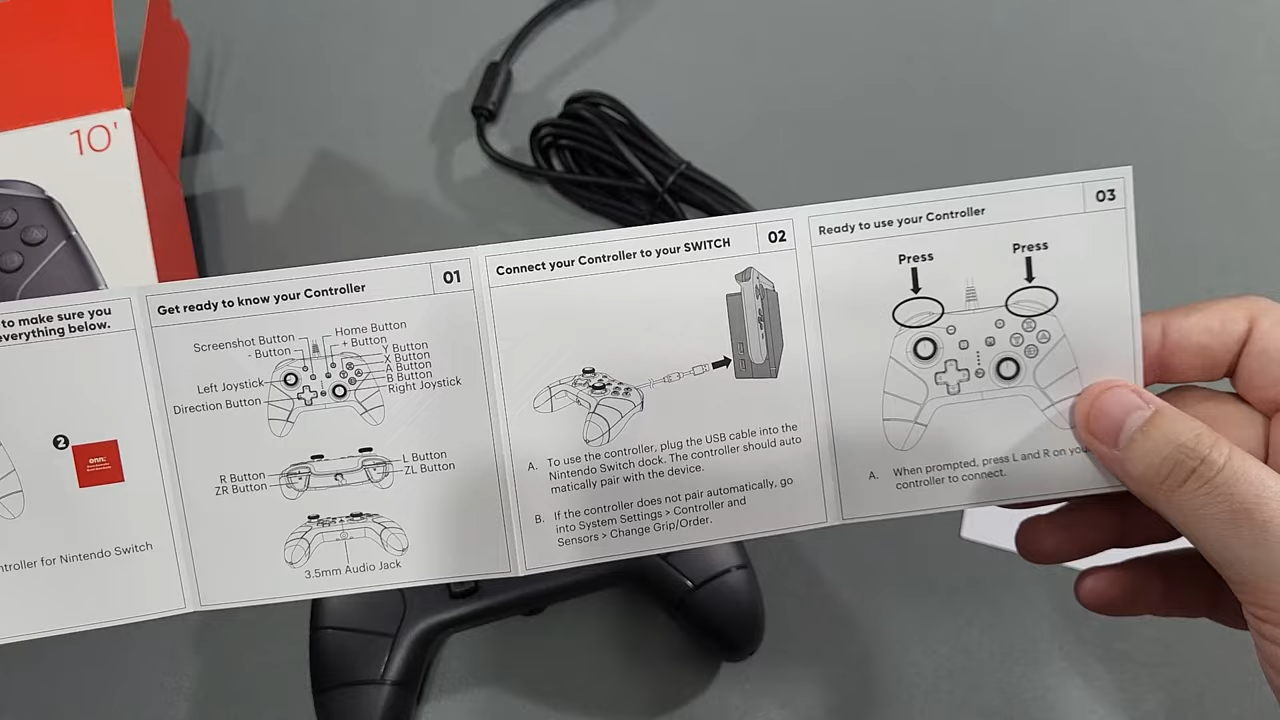 10'
to make sure you
everything below.
2
onn.
ntroller for Nintendo Switch
Get ready to know your Controller
01
Screenshot Button
- Button
Home Button
+ Button
Y Button
X Button
A Button
B Button
Right Joystick
Left Joystick
Direction Button
R Button
ZR Button
L Button
ZL Button
3.5mm Audio Jack
Connect your Controller to your SWITCH
02
A. To use the controller, plug the USB cable into the
Nintendo Switch dock. The controller should auto
matically pair with the device.
B. If the controller does not pair automatically, go
into System Settings > Controller and
Sensors > Change Grip/Order.
Ready to use your Controller
03
Press
Press
A. When prompted, press L and R on you
controller to connect.